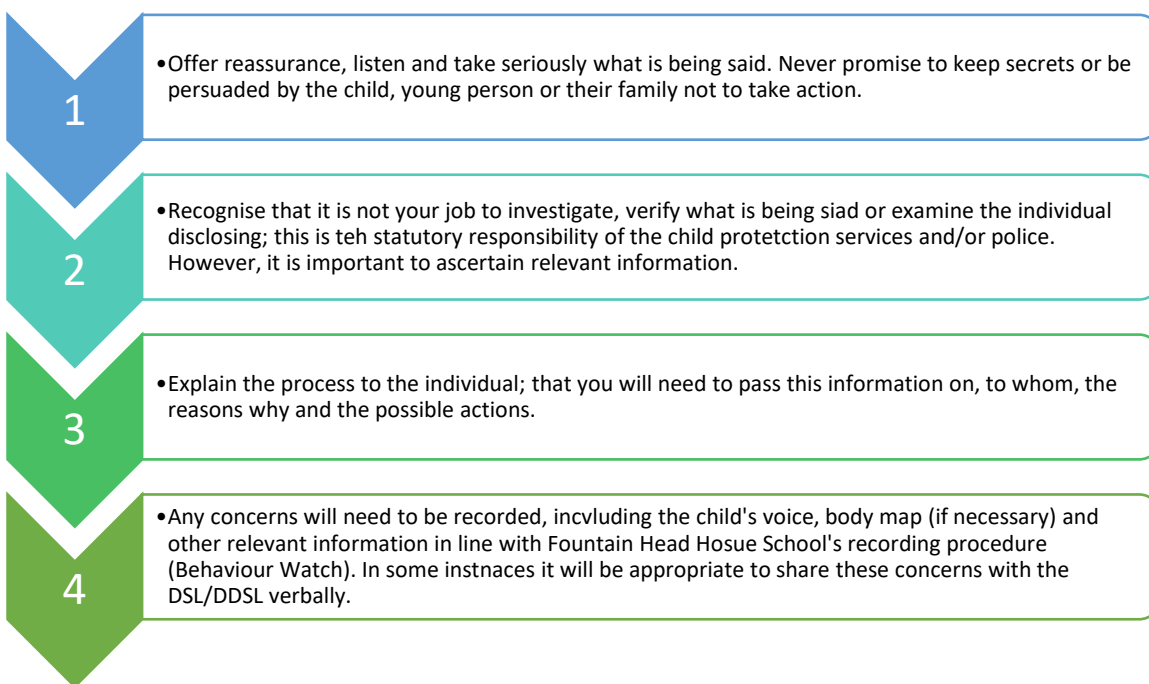 1
•Offer reassurance, listen and take seriously what is being said. Never promise to keep secrets or be
persuaded by the child, young person or their family not to take action.
2
•Recognise that it is not your job to investigate, verify what is being siad or examine the individual
disclosing; this is teh statutory responsibility of the child protetction services and/or police.
However, it is important to ascertain relevant information.
3
•Explain the process to the individual; that you will need to pass this information on, to whom, the
reasons why and the possible actions.
4
•Any concerns will need to be recorded, incvluding the child's voice, body map (if necessary) and
other relevant information in line with Fountain Head Hosue School's recording procedure
(Behaviour Watch). In some instnaces it will be appropriate to share these concerns with the
DSL/DDSL verbally.